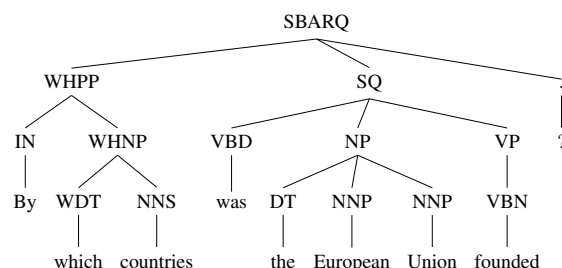 SBARQ
WHPP SQ .
IN WHNP VBD NP VP ?
By WDT NNS was DT NNP NNP VBN
which countries the European Union founded